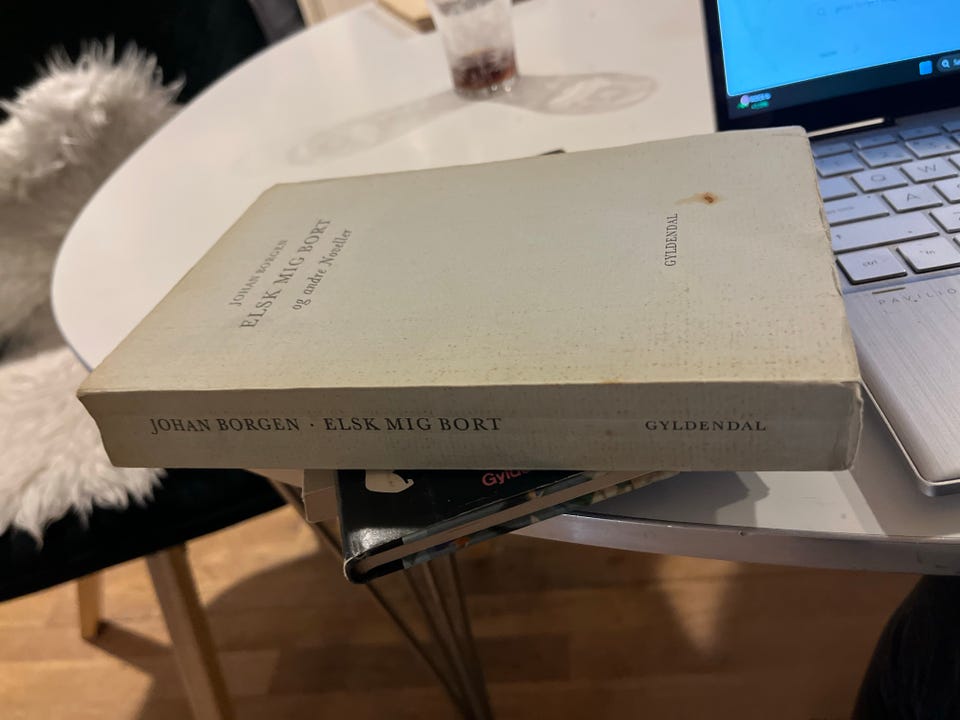 JOHAN BORGEN
ELSK MIG BORT
og andre Noveller
GYLDENDAL
JOHAN BORGEN · ELSK MIG BORT GYLDENDAL
Q W
A